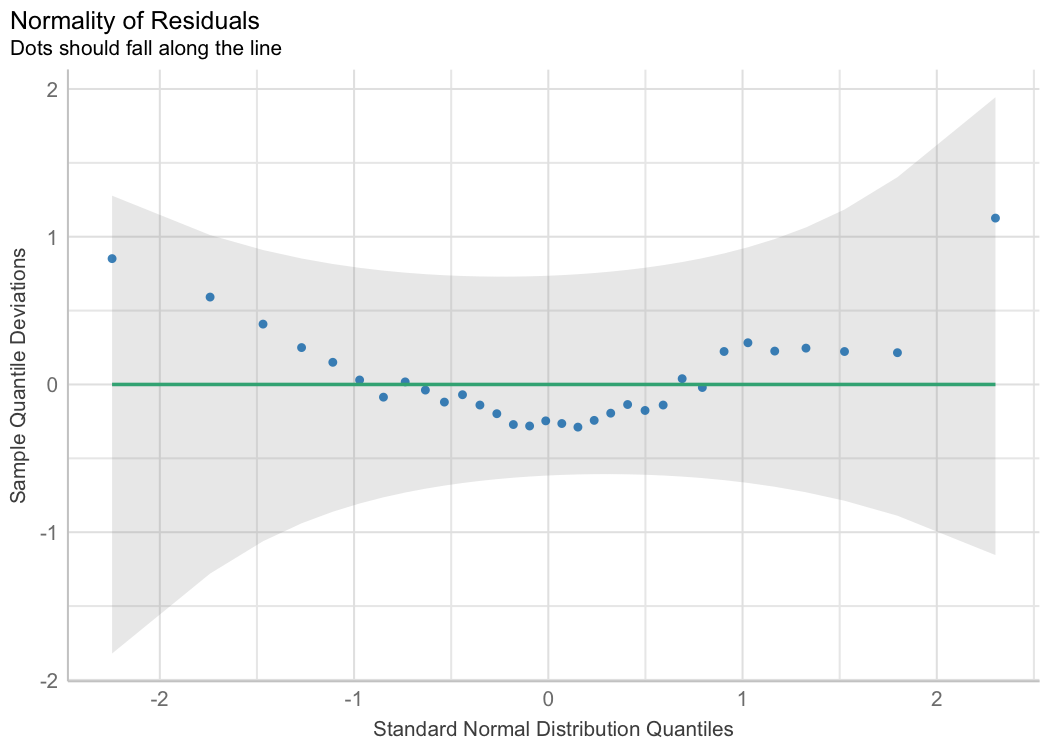 Normality of Residuals
Dots should fall along the line
2
1
0
-1
-2
Sample Quantile Deviations
-2
-1
0
1
2
Standard Normal Distribution Quantiles